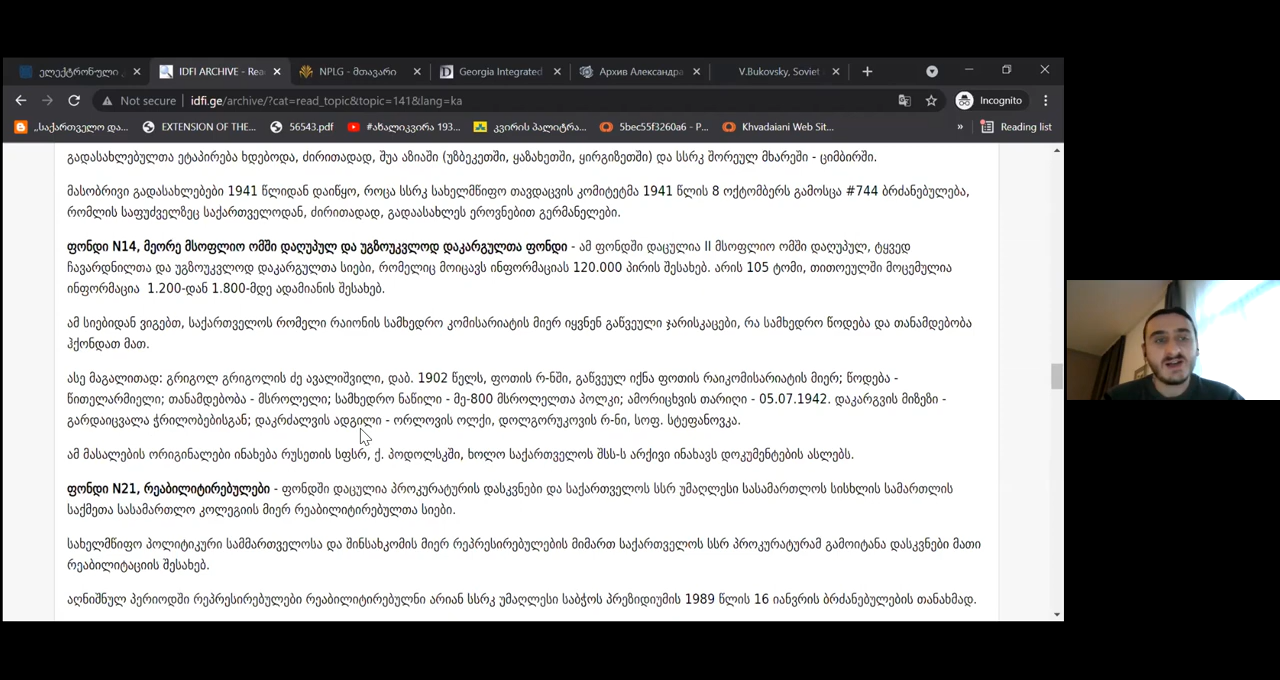 ელექტრონული
IDFI ARCHIVE - Rea
NPLG - მთავარი
Georgia Integrated
Архив Александра
V.Bukovsky, Soviet
Not secure
idfi.ge/archive/?cat=read_topic&topic=141&lang=ka
Incognito
„საქართველო და...
EXTENSION OF THE...
56543.pdf
#ახალიკვირა 193...
კვირის პალიტრა...
5bec55f3260a6 - P...
Khvadaiani Web Sit...
»
Reading list
გადასახლებულთა ეტაპირება ხდებოდა, ძირითადად, შუა აზიაში (უზბეკეთში, ყაზახეთში, ყირგიზეთში) და სსრკ შორეულ მხარეში - ციმბირში.
მასობრივი გადასახლებები 1941 წლიდან დაიწყო, როცა სსრკ სახელმწიფო თავდაცვის კომიტეტმა 1941 წლის 8 ოქტომბერს გამოსცა #744 ბრძანებულება,
რომლის საფუძველზეც საქართველოდან, ძირითადად, გადაასახლეს ეროვნებით გერმანელები.
ფონდი N14, მეორე მსოფლიო ომში დაღუპულ და უგზოუკვლოდ დაკარგულთა ფონდი - ამ ფონდში დაცულია II მსოფლიო ომში დაღუპულ, ტყვედ
ჩავარდნილთა და უგზოუკვლოდ დაკარგულთა სიები, რომელიც მოიცავს ინფორმაციას 120.000 პირის შესახებ. არის 105 ტომი, თითოეულში მოცემულია
ინფორმაცია 1.200-დან 1.800-მდე ადამიანის შესახებ.
ამ სიებიდან ვიგებთ, საქართველოს რომელი რაიონის სამხედრო კომისარიატის მიერ იყვნენ გაწვეული ჯარისკაცები, რა სამხედრო წოდება და თანამდებობა
ჰქონდათ მათ.
ასე მაგალითად: გრიგოლ გრიგოლის ძე ავალიშვილი, დაბ. 1902 წელს, ფოთის რ-ნში, გაწვეულ იქნა ფოთის რაიკომისარიატის მიერ; წოდება -
წითელარმიელი; თანამდებობა - მსროლელი; სამხედრო ნაწილი - მე-800 მსროლელთა პოლკი; ამორიცხვის თარიღი - 05.07.1942. დაკარგვის მიზეზი -
გარდაიცვალა ჭრილობებისგან; დაკრძალვის ადგილი - ორლოვის ოლქი, დოლგორუკოვის რ-ნი, სოფ. სტეფანოვკა.
ამ მასალების ორიგინალები ინახება რუსეთის სფსრ, ქ. პოდოლსკში, ხოლო საქართველოს შსს-ს არქივი ინახავს დოკუმენტების ასლებს.
ფონდი N21, რეაბილიტირებულები - ფონდში დაცულია პროკურატურის დასკვნები და საქართველოს სსრ უმაღლესი სასამართლოს სისხლის სამართლის
საქმეთა სასამართლო კოლეგიის მიერ რეაბილიტირებულთა სიები.
სახელმწიფო პოლიტიკური სამმართველოსა და შინსახკომის მიერ რეპრესირებულების მიმართ საქართველოს სსრ პროკურატურამ გამოიტანა დასკვნები მათი
რეაბილიტაციის შესახებ.
აღნიშნულ პერიოდში რეპრესირებულები რეაბილიტირებულნი არიან სსრკ უმაღლესი საბჭოს პრეზიდიუმის 1989 წლის 16 იანვრის ბრძანებულების თანახმად.